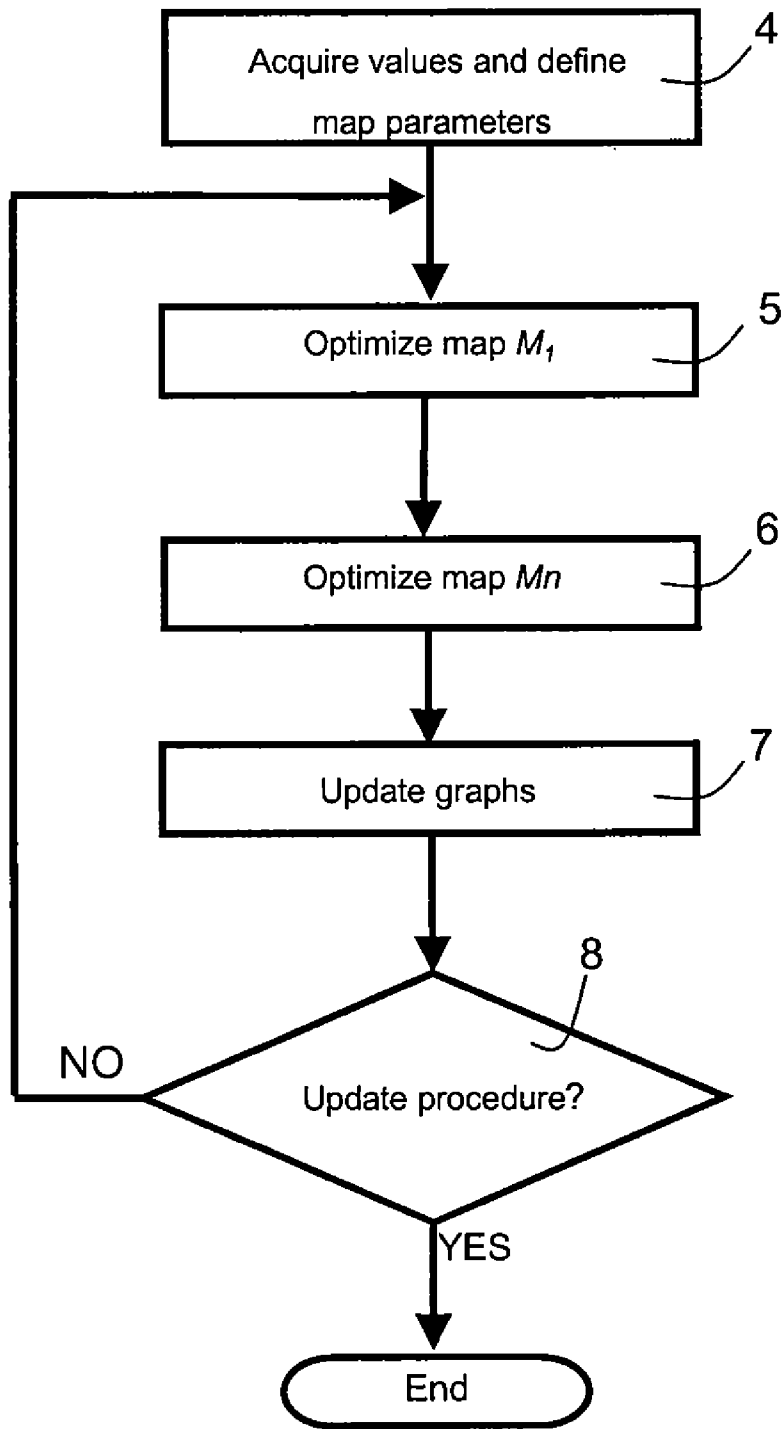 4
Acquire values and define
map parameters
5
Optimize map M₁
6
Optimize map Mn
7
Update graphs
8
NO
Update procedure?
YES
End